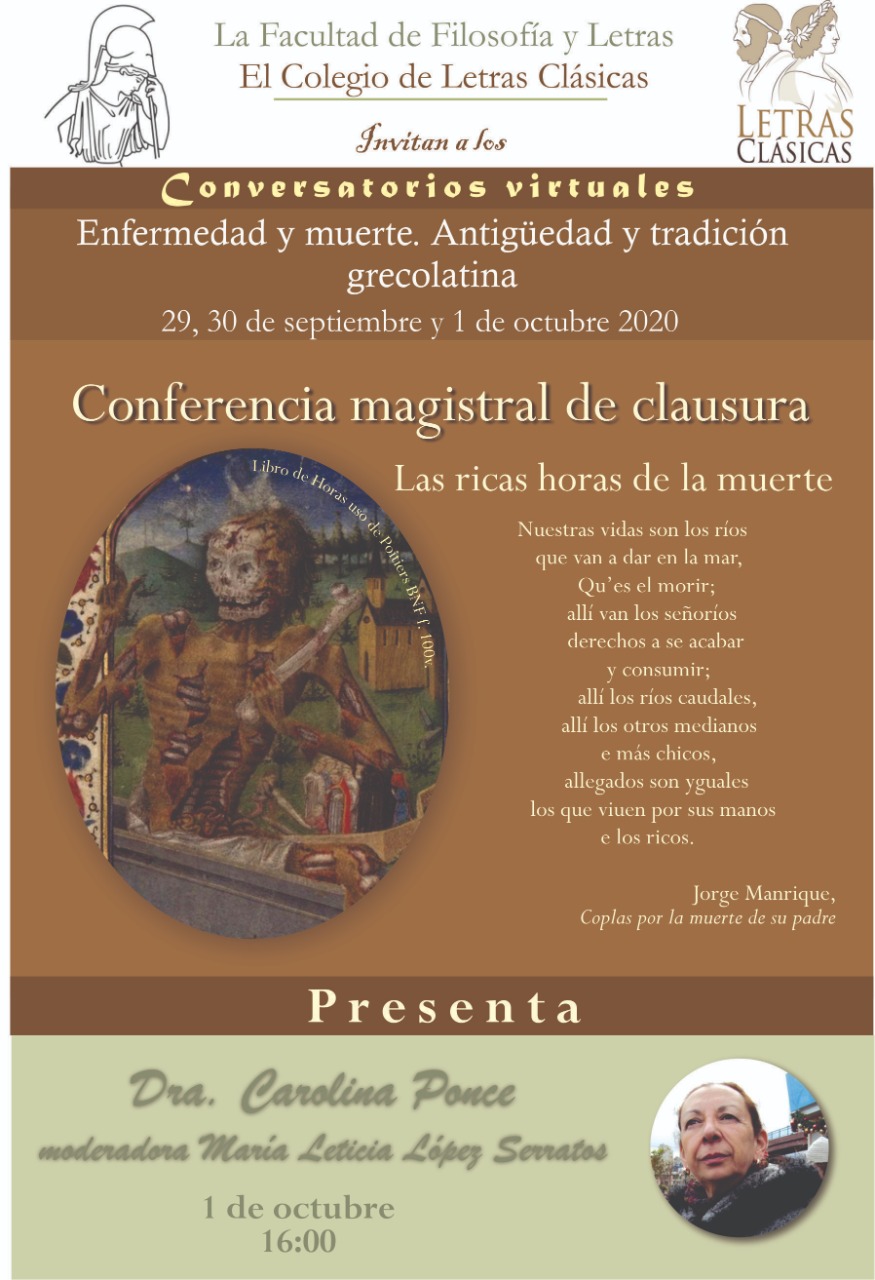 La Facultad de Filosofía y Letras
El Colegio de Letras Clásicas
Invitan a los
LETRAS
CLÁSICAS
Conversatorios virtuales
Enfermedad y muerte. Antigüedad y tradición
grecolatina
29, 30 de septiembre y 1 de octubre 2020
Conferencia magistral de clausura
Libro de Horas uso de Poitiers BNF f. 100v.
Las ricas horas de la muerte
Nuestras vidas son los ríos
que van a dar en la mar,
Qu’es el morir;
allí van los señoríos
derechos a se acabar
y consumir;
allí los ríos caudales,
allí los otros medianos
e más chicos,
allegados son yguales
los que viuen por sus manos
e los ricos.
Jorge Manrique,
Coplas por la muerte de su padre
Presenta
Dra. Carolina Ponce
moderadora María Leticia López Serratos
1 de octubre
16:00